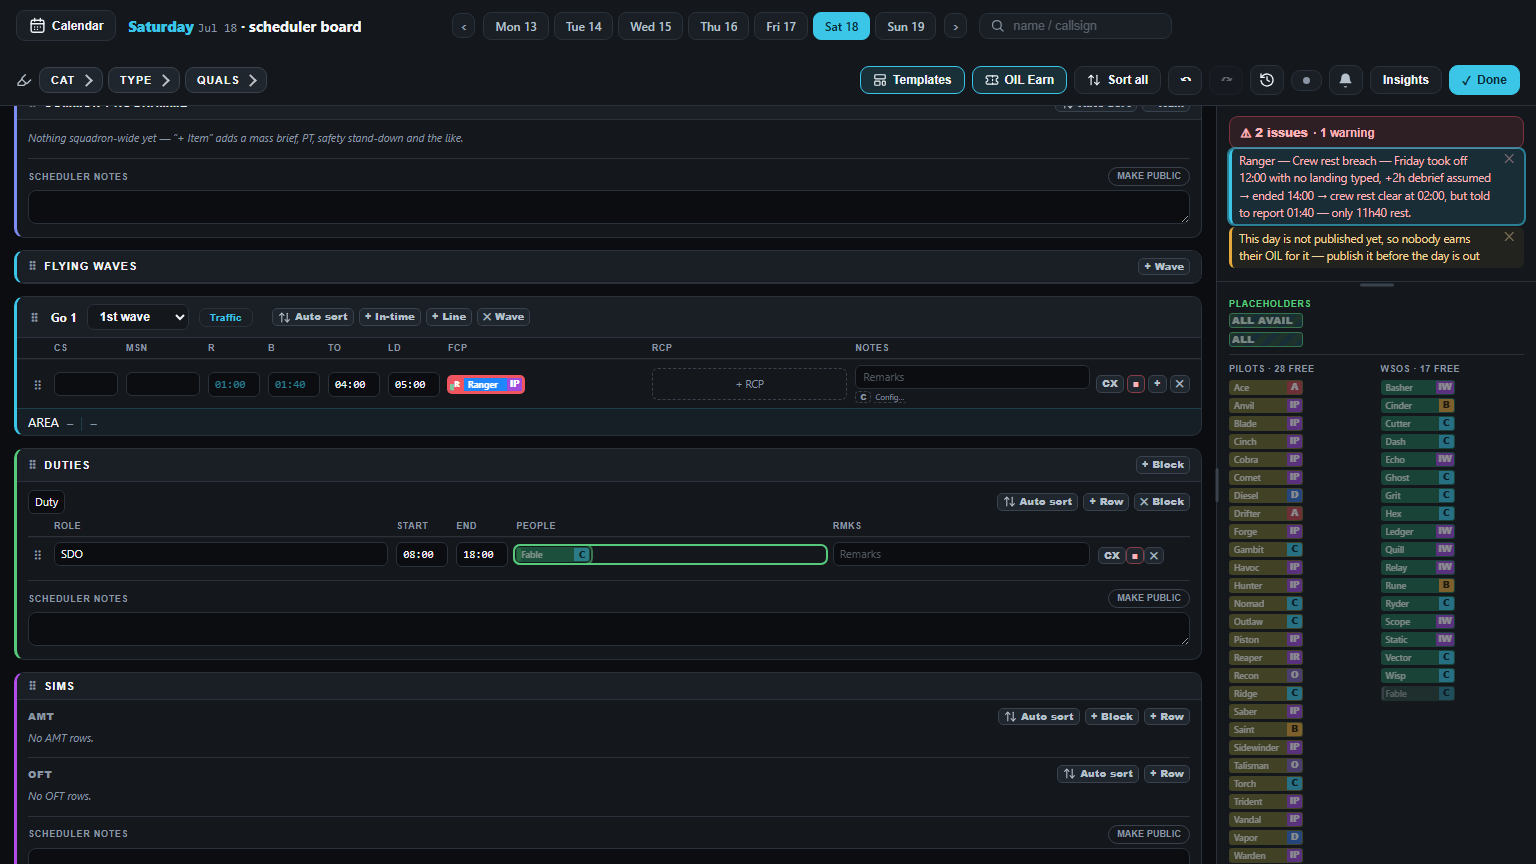 Calendar
Saturday Jul 18 · scheduler board
‹
Mon 13
Tue 14
Wed 15
Thu 16
Fri 17
Sat 18
Sun 19
›
name / callsign
CAT
TYPE
QUALS
Templates
OIL Earn
Sort all
Insights
✓ Done
Nothing squadron-wide yet — "+ Item" adds a mass brief, PT, safety stand-down and the like.
SCHEDULER NOTES
MAKE PUBLIC
FLYING WAVES
+ Wave
Go 1
1st wave
Traffic
Auto sort
+ In-time
+ Line
✕ Wave
CS
MSN
R
B
TO
LD
FCP
RCP
NOTES
01:00
01:40
04:00
05:00
R Ranger IP
+ RCP
Remarks
C Config...
CX
+
✕
AREA – | –
DUTIES
+ Block
Duty
Auto sort
+ Row
✕ Block
ROLE
START
END
PEOPLE
RMKS
SDO
08:00
18:00
Fable C
Remarks
CX
✕
SCHEDULER NOTES
MAKE PUBLIC
SIMS
AMT
Auto sort
+ Block
+ Row
No AMT rows.
OFT
Auto sort
+ Row
No OFT rows.
SCHEDULER NOTES
MAKE PUBLIC
⚠ 2 issues · 1 warning
Ranger — Crew rest breach — Friday took off
12:00 with no landing typed, +2h debrief assumed
→ ended 14:00 → crew rest clear at 02:00, but told
to report 01:40 — only 11h40 rest.
This day is not published yet, so nobody earns
their OIL for it — publish it before the day is out
PLACEHOLDERS
ALL AVAIL
ALL
PILOTS · 28 FREE
Ace A
Anvil IP
Blade IP
Cinch IP
Cobra IP
Comet IP
Diesel D
Drifter A
Forge IP
Gambit C
Havoc IP
Hunter IP
Nomad C
Outlaw C
Piston IP
Reaper IR
Recon O
Ridge C
Saber IP
Saint B
Sidewinder IP
Talisman O
Torch C
Trident IP
Vandal IP
Vapor D
Warden IP
WSOS · 17 FREE
Basher IW
Cinder B
Cutter C
Dash C
Echo IW
Ghost C
Grit C
Hex C
Ledger IW
Quill IW
Relay IW
Rune B
Ryder C
Scope IW
Static IW
Vector C
Wisp C
Fable C